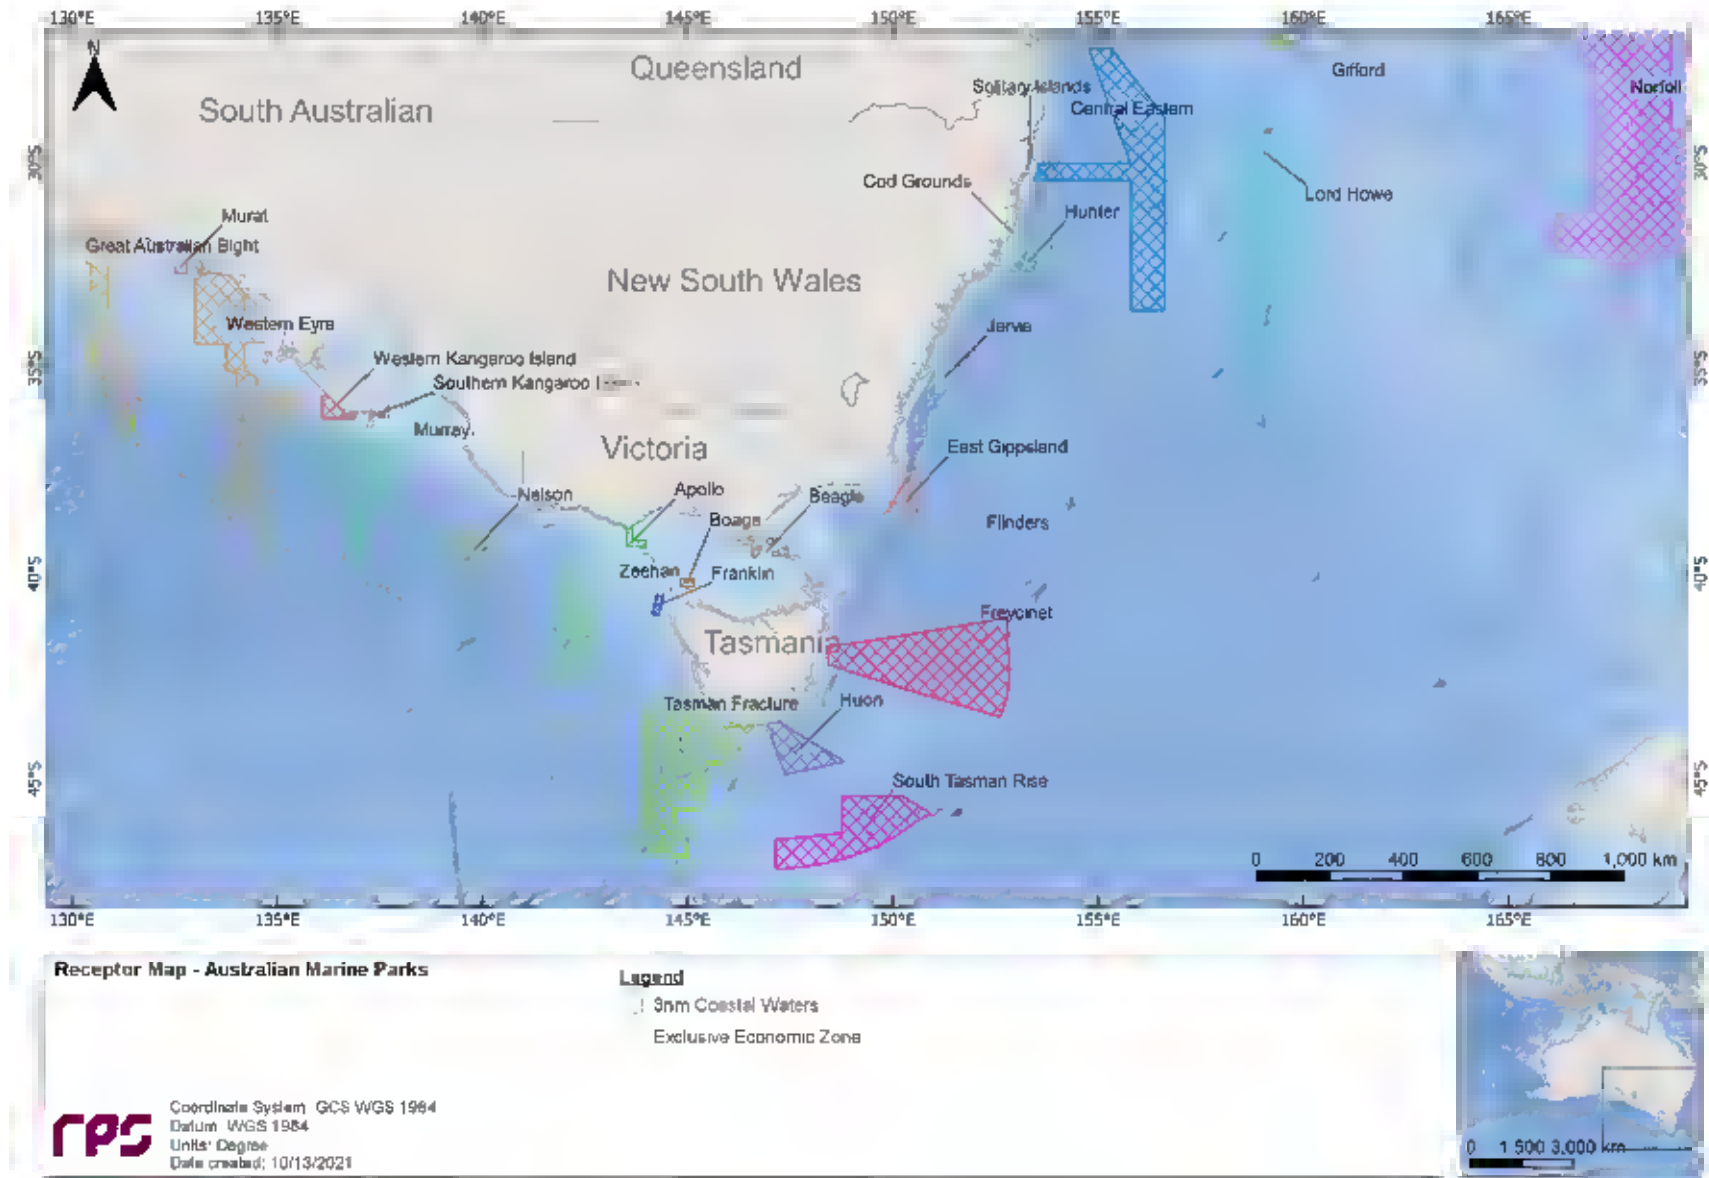 130°E 135°E 140°E 145°E 150°E 155°E 160°E 165°E
N
Queensland
Gifford
South Australian
Solitary Islands
Norfol
Central Eastern
30°S
30°S
Cod Grounds
Lord Howe
Murat
Hunter
Great Australian Bight
New South Wales
Western Eyre
Jervis
Western Kangaroo Island
35°S
35°S
Southern Kangaroo I
Murray
Victoria
East Gippsland
Nelson
Apollo
Beagle
Boags
Flinders
Zeehan
Franklin
40°S
40°S
Freycinet
Tasmania
Tasman Fracture
Huon
45°S
45°S
South Tasman Rise
0 200 400 600 800 1,000 km
130°E 135°E 140°E 145°E 150°E 155°E 160°E 165°E
Receptor Map - Australian Marine Parks
Legend
3nm Coastal Waters
Exclusive Economic Zone
rps
Coordinate System GCS WGS 1984
Datum WGS 1984
Units: Degree
Date created: 10/13/2021
0 1 500 3,000 km